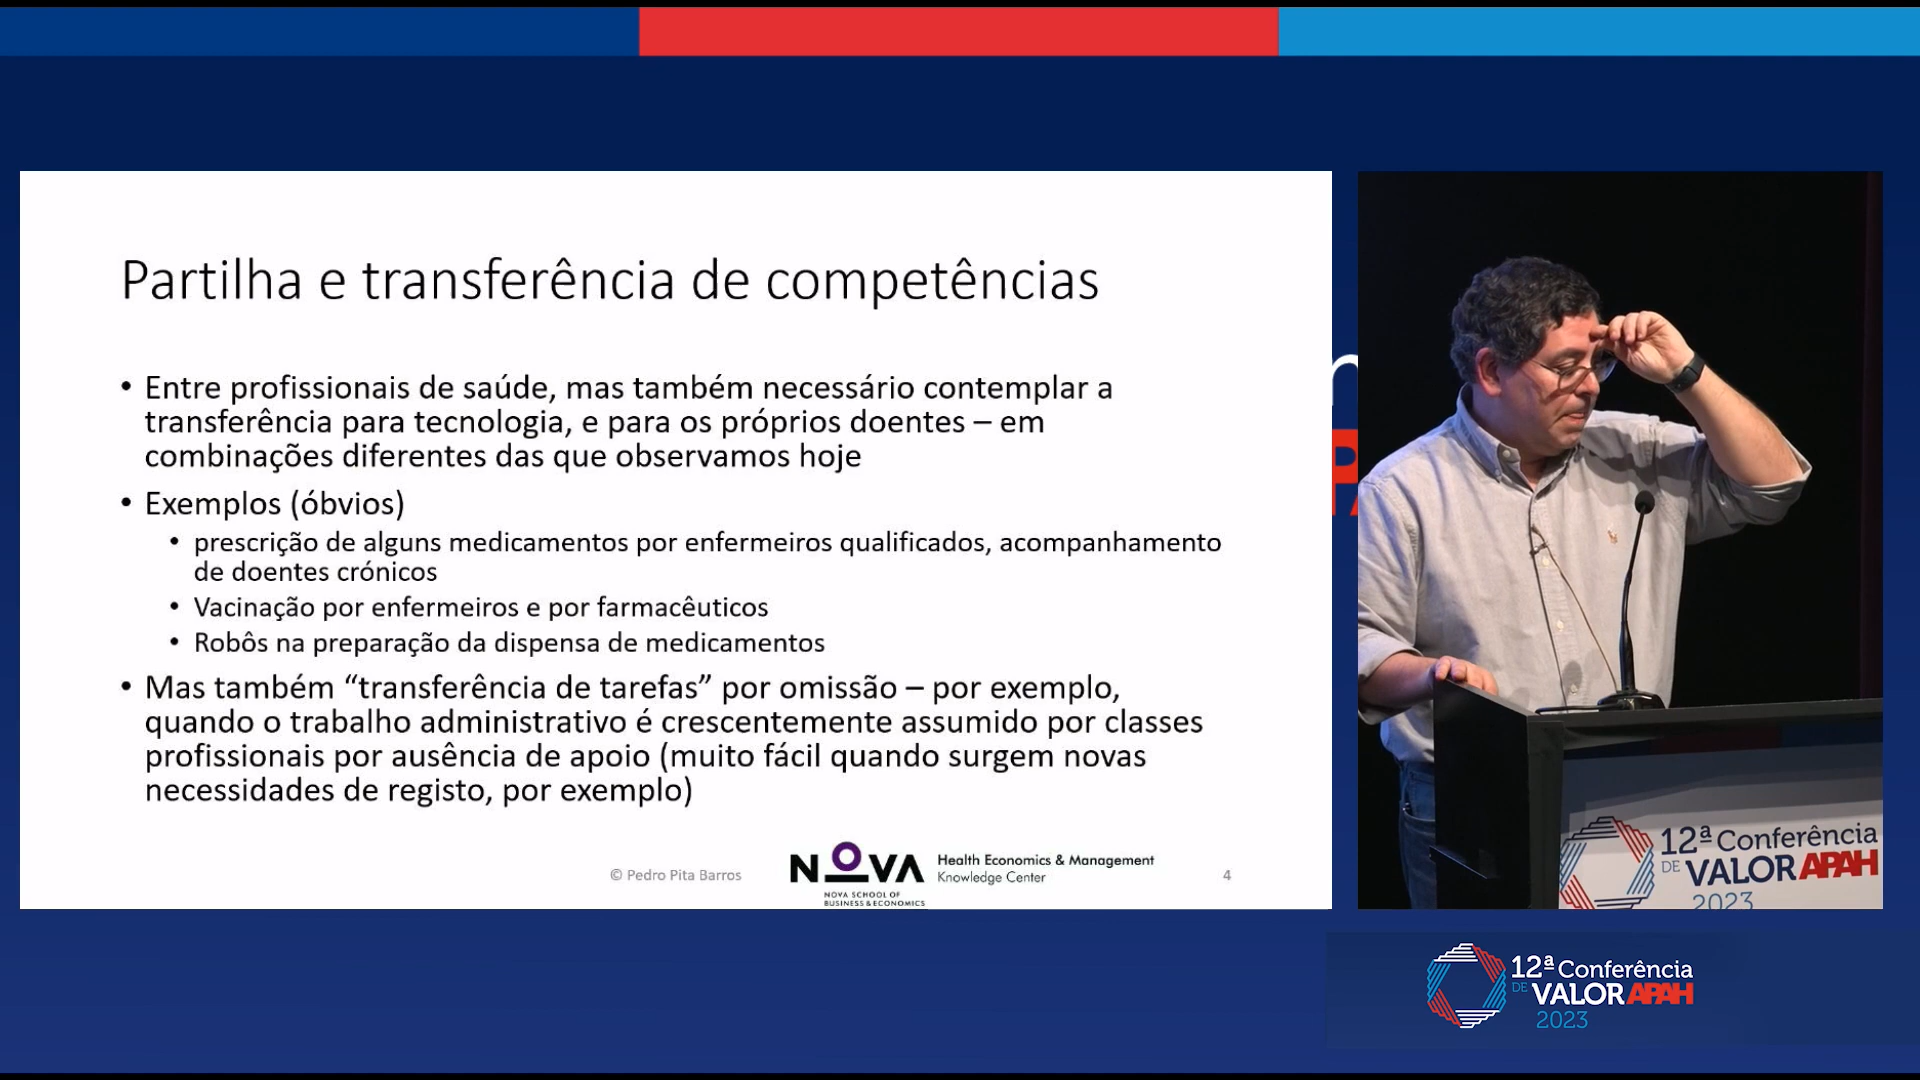 Partilha e transferência de competências
• Entre profissionais de saúde, mas também necessário contemplar a
transferência para tecnologia, e para os próprios doentes – em
combinações diferentes das que observamos hoje
• Exemplos (óbvios)
• prescrição de alguns medicamentos por enfermeiros qualificados, acompanhamento
de doentes crónicos
• Vacinação por enfermeiros e por farmacêuticos
• Robôs na preparação da dispensa de medicamentos
• Mas também “transferência de tarefas” por omissão – por exemplo,
quando o trabalho administrativo é crescentemente assumido por classes
profissionais por ausência de apoio (muito fácil quando surgem novas
necessidades de registo, por exemplo)
© Pedro Pita Barros
NOVA
NOVA SCHOOL OF
BUSINESS & ECONOMICS
Health Economics & Management
Knowledge Center
4
12ª Conferência
DE VALOR APAH
2023
12ª Conferência
DE VALOR APAH
2023